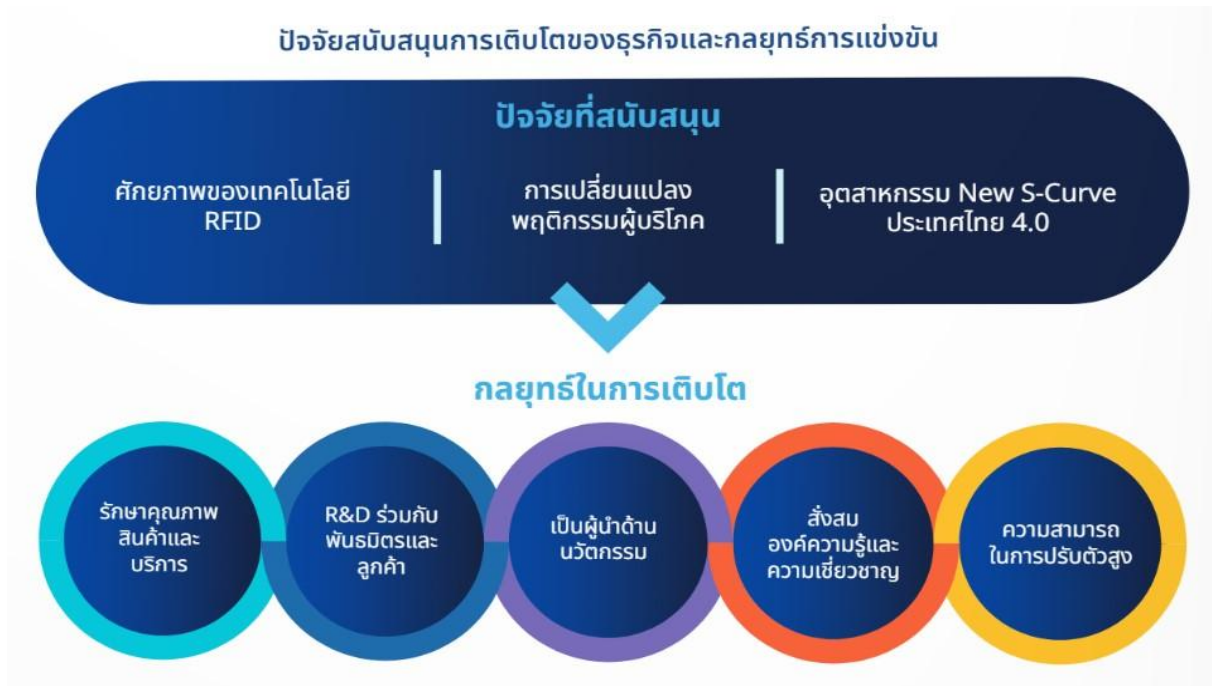 ปัจจัยสนับสนุนการเติบโตของธุรกิจและกลยุทธ์การแข่งขัน
ปัจจัยที่สนับสนุน
ศักยภาพของเทคโนโลยี
RFID
การเปลี่ยนแปลง
พฤติกรรมผู้บริโภค
อุตสาหกรรม New S-Curve
ประเทศไทย 4.0
กลยุทธ์ในการเติบโต
รักษาคุณภาพ
สินค้าและ
บริการ
R&D ร่วมกับ
พันธมิตรและ
ลูกค้า
เป็นผู้นำด้าน
นวัตกรรม
สั่งสม
องค์ความรู้และ
ความเชี่ยวชาญ
ความสามารถ
ในการปรับตัวสูง